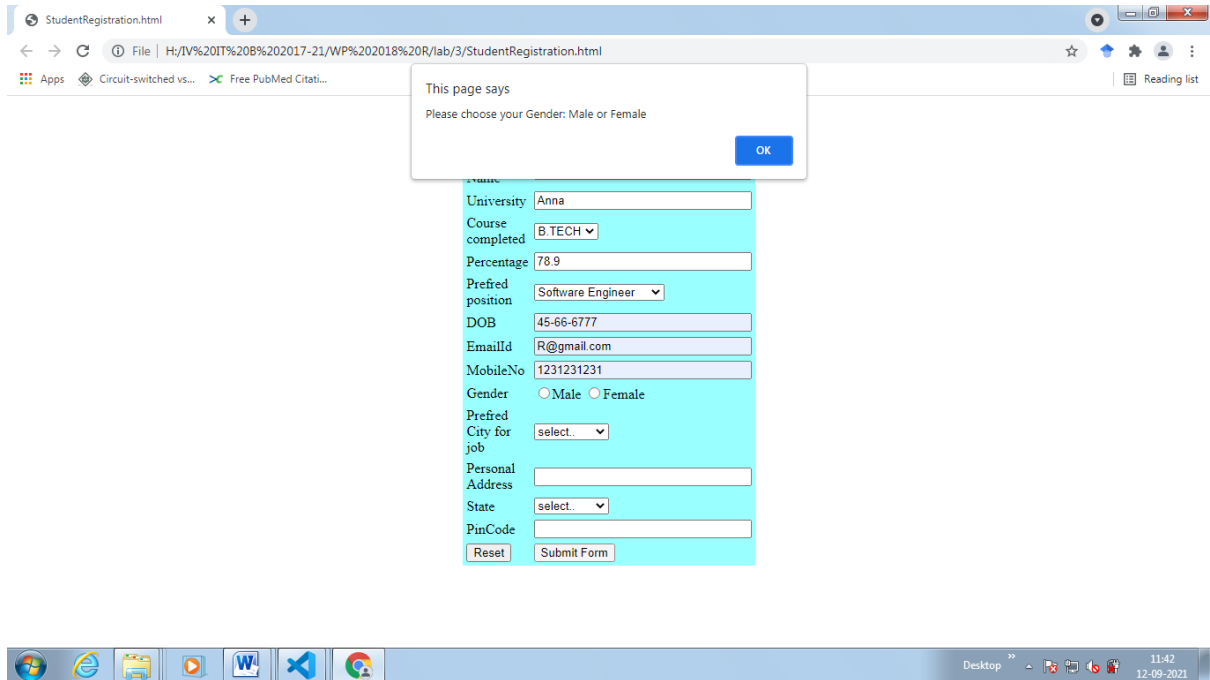 StudentRegistration.html
File | H:/IV%20IT%20B%202017-21/WP%202018%20R/lab/3/StudentRegistration.html
Apps Circuit-switched vs... Free PubMed Citati... Reading list
This page says
Please choose your Gender: Male or Female
OK
Name
University Anna
Course
completed B.TECH
Percentage 78.9
Prefred
position Software Engineer
DOB 45-66-6777
EmailId R@gmail.com
MobileNo 1231231231
Gender Male Female
Prefred
City for
job select..
Personal
Address
State select..
PinCode
Reset Submit Form
Desktop 11:42
12-09-2021